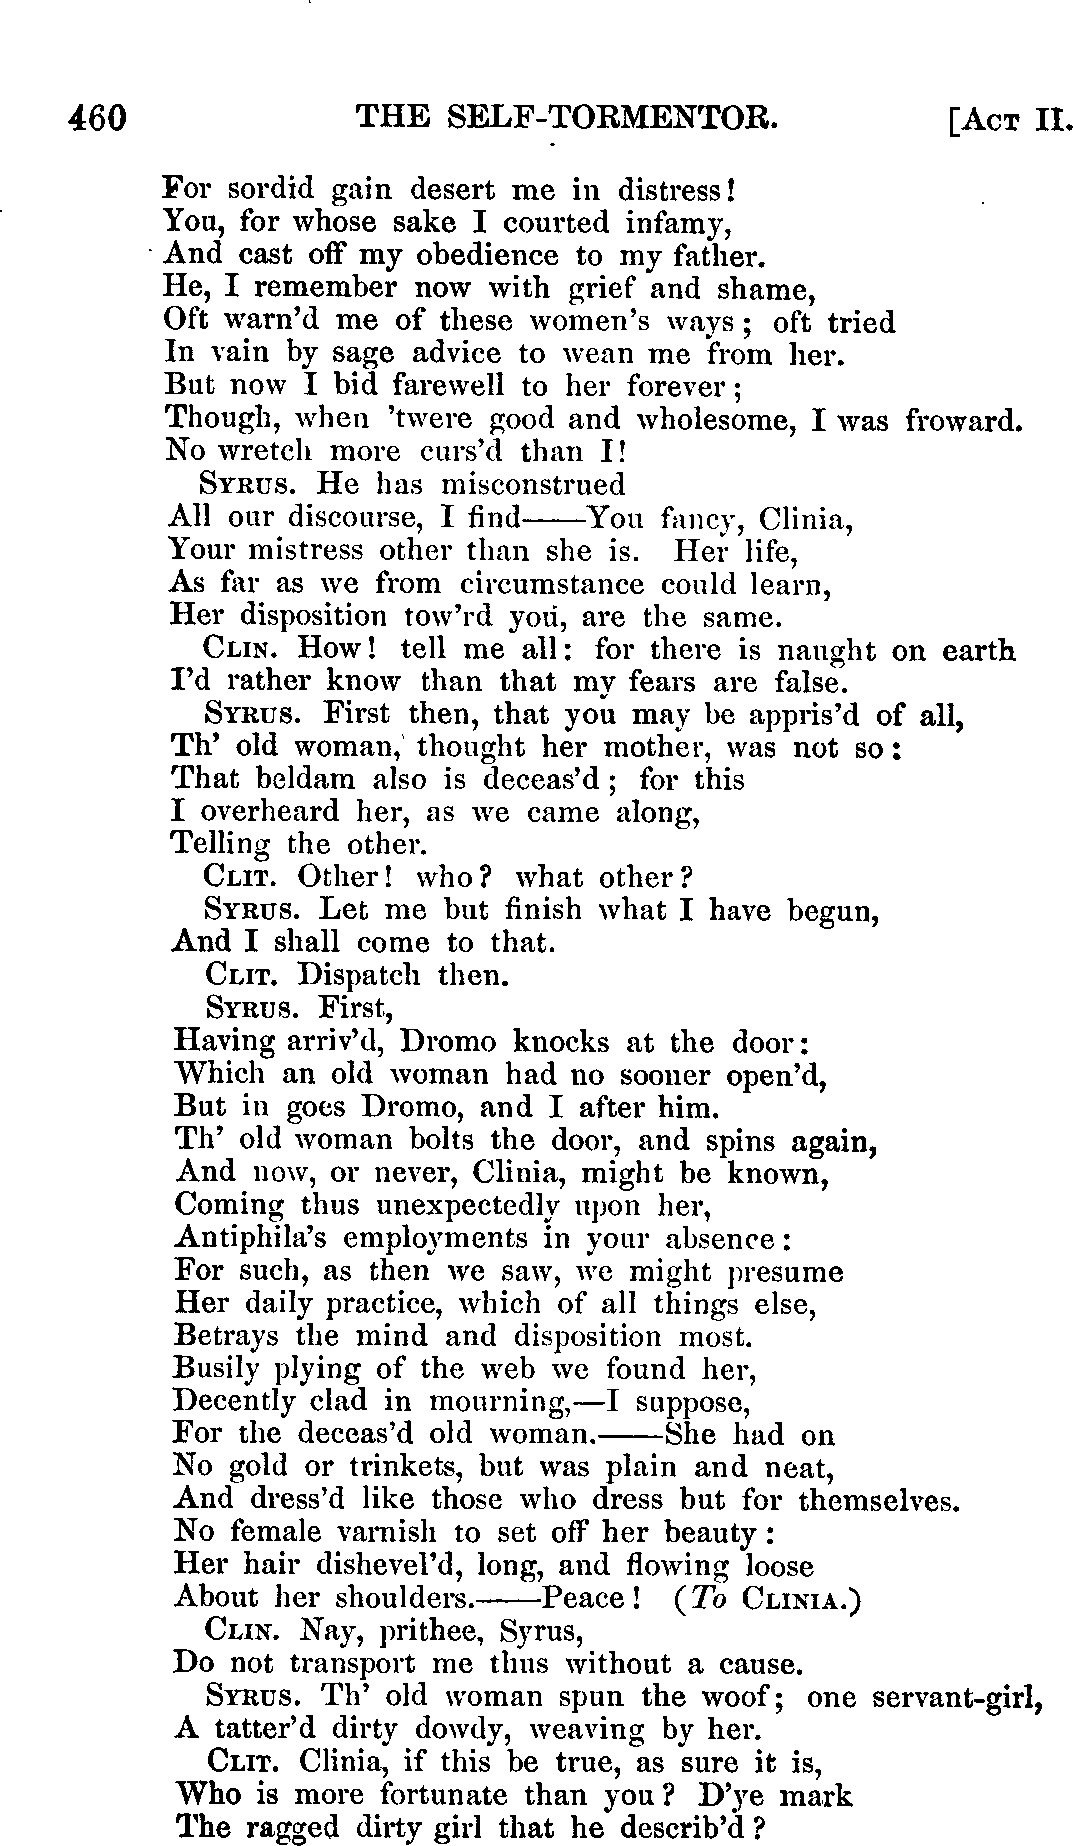 460 THE SELF-TORMENTOR. [ACT II.
For sordid gain desert me in distress!
You, for whose sake I courted infamy,
And cast off my obedience to my father.
He, I remember now with grief and shame,
Oft warn'd me of these women's ways; oft tried
In vain by sage advice to wean me from her.
But now I bid farewell to her forever;
Though, when 'twere good and wholesome, I was froward.
No wretch more curs'd than I!
SYRUS. He has misconstrued
All our discourse, I find——You fancy, Clinia,
Your mistress other than she is. Her life,
As far as we from circumstance could learn,
Her disposition tow'rd you, are the same.
CLIN. How! tell me all: for there is naught on earth
I'd rather know than that my fears are false.
SYRUS. First then, that you may be appris'd of all,
Th' old woman, thought her mother, was not so:
That beldam also is deceas'd; for this
I overheard her, as we came along,
Telling the other.
CLIT. Other! who? what other?
SYRUS. Let me but finish what I have begun,
And I shall come to that.
CLIT. Dispatch then.
SYRUS. First,
Having arriv'd, Dromo knocks at the door:
Which an old woman had no sooner open'd,
But in goes Dromo, and I after him.
Th' old woman bolts the door, and spins again,
And now, or never, Clinia, might be known,
Coming thus unexpectedly upon her,
Antiphila's employments in your absence:
For such, as then we saw, we might presume
Her daily practice, which of all things else,
Betrays the mind and disposition most.
Busily plying of the web we found her,
Decently clad in mourning,—I suppose,
For the deceas'd old woman.——She had on
No gold or trinkets, but was plain and neat,
And dress'd like those who dress but for themselves.
No female varnish to set off her beauty:
Her hair dishevel'd, long, and flowing loose
About her shoulders.——Peace! (To CLINIA.)
CLIN. Nay, prithee, Syrus,
Do not transport me thus without a cause.
SYRUS. Th' old woman spun the woof; one servant-girl,
A tatter'd dirty dowdy, weaving by her.
CLIT. Clinia, if this be true, as sure it is,
Who is more fortunate than you? D'ye mark
The ragged dirty girl that he describ'd?